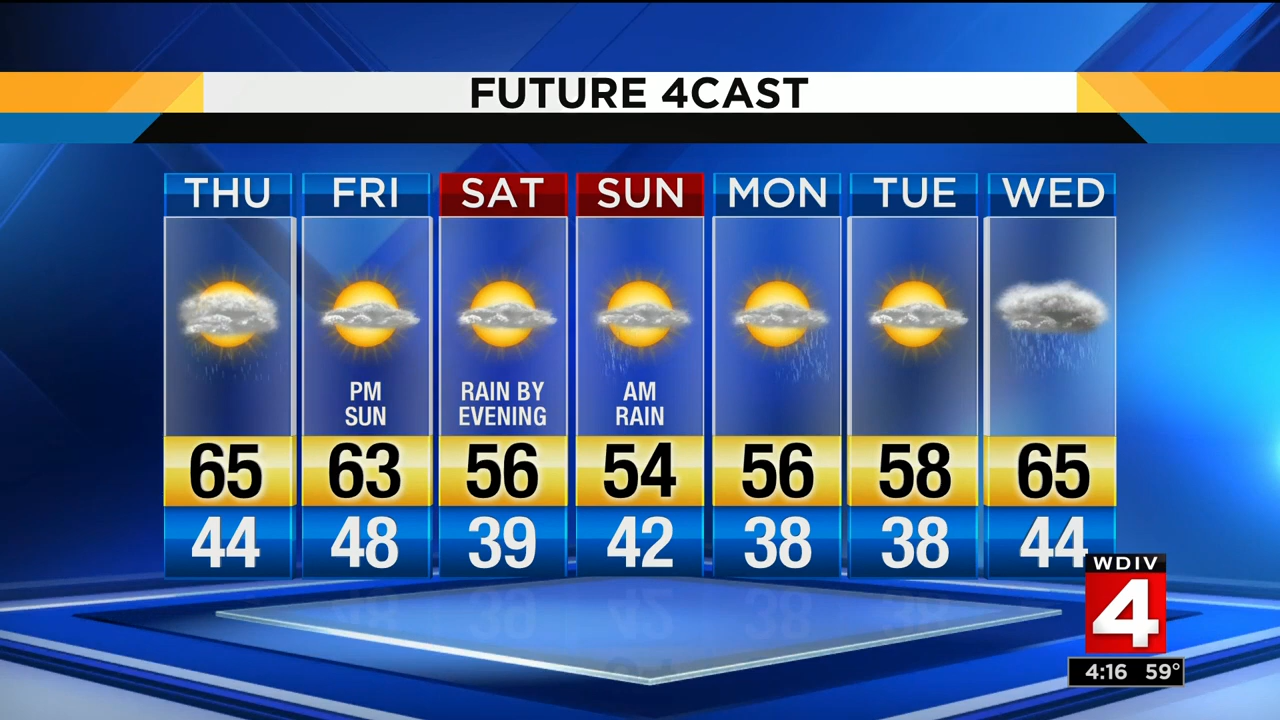 FUTURE 4CAST
THU FRI SAT SUN MON TUE WED
PM SUN
RAIN BY EVENING
AM RAIN
65 63 56 54 56 58 65
44 48 39 42 38 38 44
WDIV
4
4:16 59°